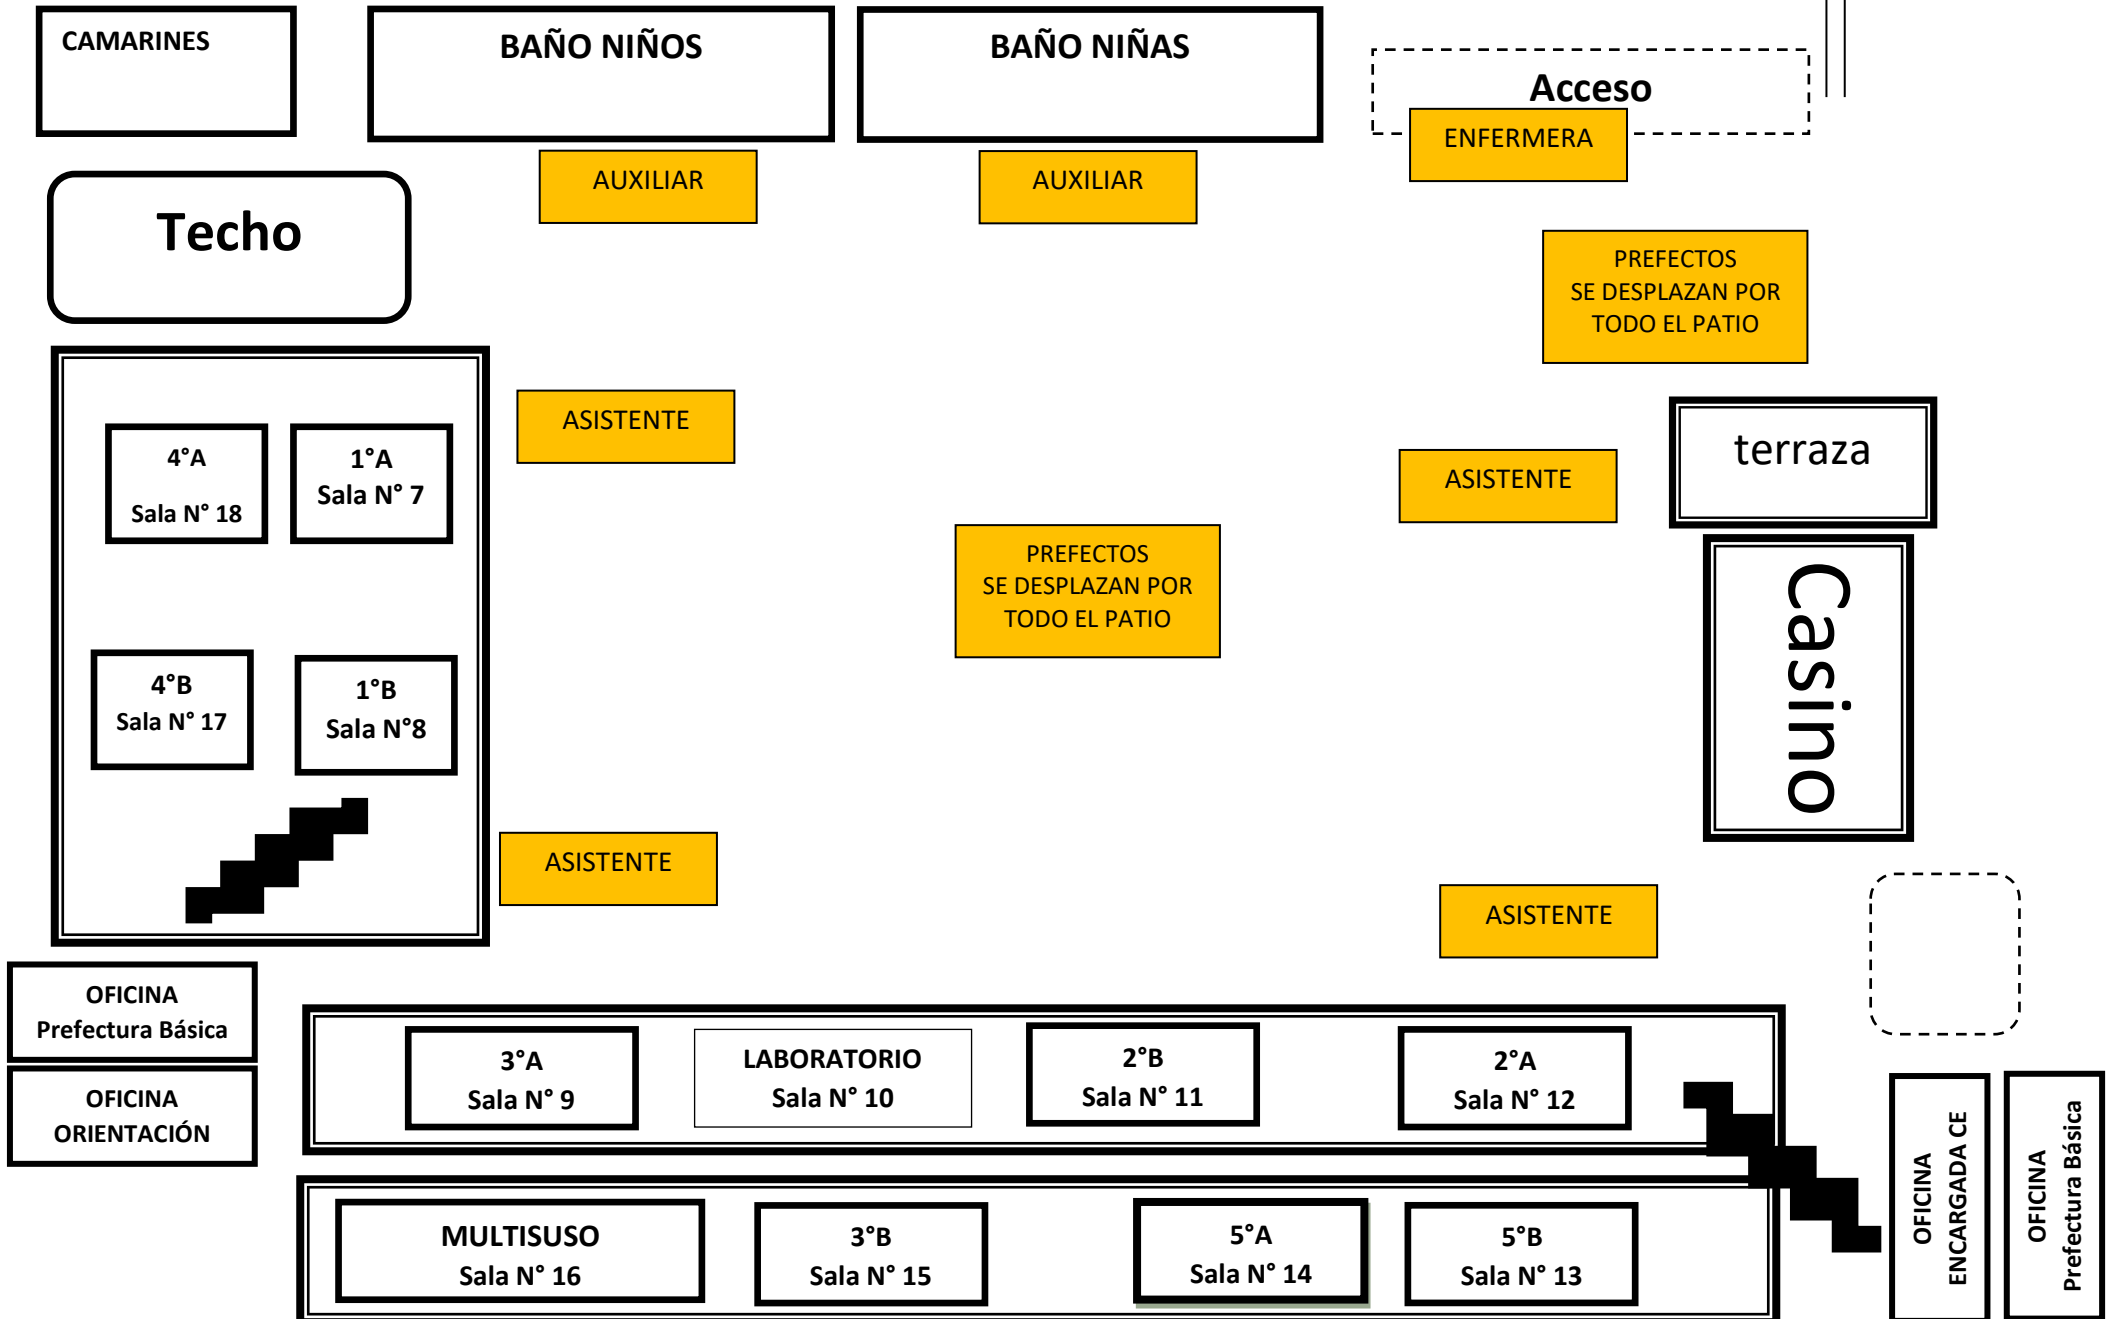 CAMARINES
BAÑO NIÑOS
BAÑO NIÑAS
Acceso
ENFERMERA
AUXILIAR
AUXILIAR
Techo
PREFECTOS
SE DESPLAZAN POR
TODO EL PATIO
ASISTENTE
terraza
4°A
Sala N° 18
1°A
Sala N° 7
ASISTENTE
PREFECTOS
SE DESPLAZAN POR
TODO EL PATIO
Casino
4°B
Sala N° 17
1°B
Sala N°8
ASISTENTE
ASISTENTE
OFICINA
Prefectura Básica
OFICINA
ORIENTACIÓN
3°A
Sala N° 9
LABORATORIO
Sala N° 10
2°B
Sala N° 11
2°A
Sala N° 12
MULTISUSO
Sala N° 16
3°B
Sala N° 15
5°A
Sala N° 14
5°B
Sala N° 13
OFICINA
ENCARGADA CE
OFICINA
Prefectura Básica